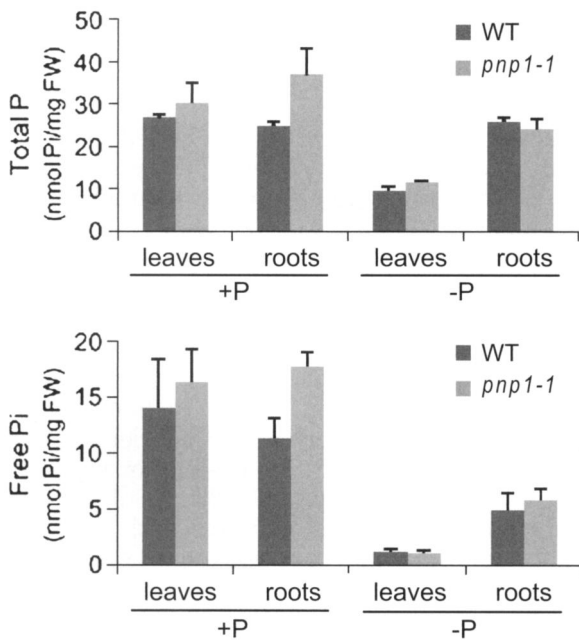 50
40
30
20
10
0
Total P
(nmol Pi/mg FW)
WT
pnp1-1
leaves roots leaves roots
+P -P
20
15
10
5
0
Free Pi
(nmol Pi/mg FW)
WT
pnp1-1
leaves roots leaves roots
+P -P